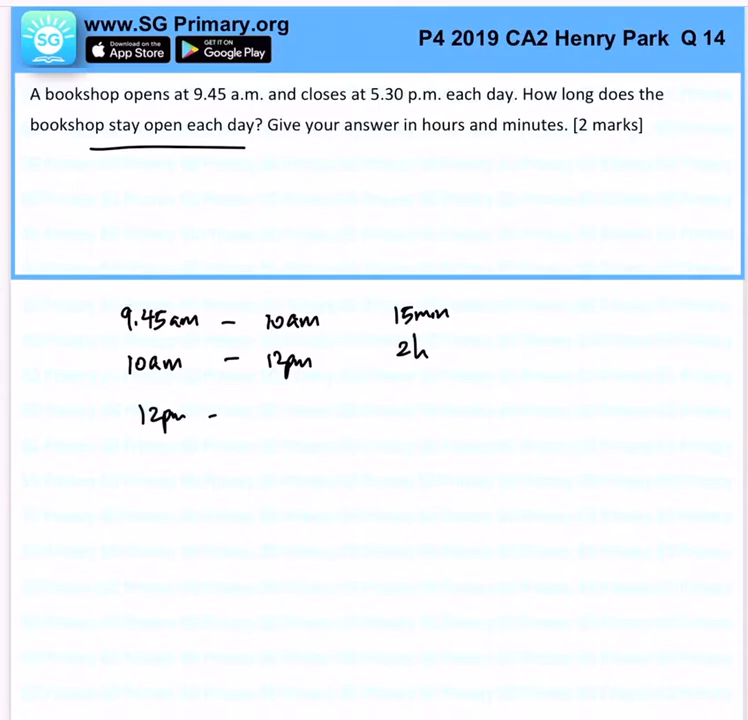 www.SG Primary.org
SG
Download on the App Store
GET IT ON Google Play
P4 2019 CA2 Henry Park Q 14
A bookshop opens at 9.45 a.m. and closes at 5.30 p.m. each day. How long does the
bookshop stay open each day? Give your answer in hours and minutes. [2 marks]
9.45am - 10am 15min
10am - 12pm 2h
12pm -